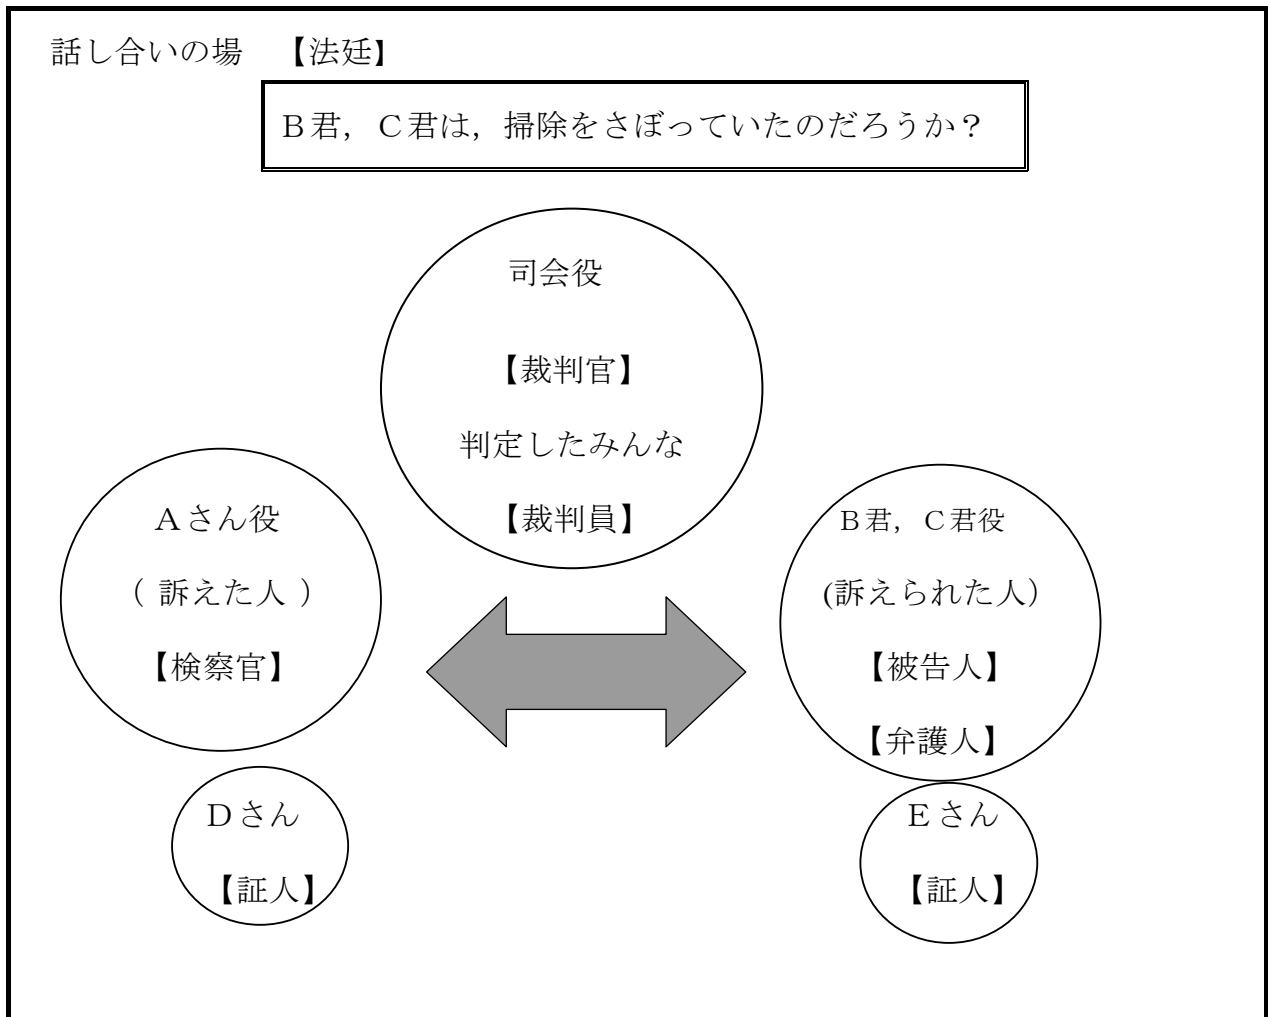 話し合いの場　【法廷】
Ｂ君，Ｃ君は，掃除をさぼっていたのだろうか？
司会役
【裁判官】
判定したみんな
【裁判員】
Ａさん役
（ 訴えた人 ）
【検察官】
Ｂ君，Ｃ君役
(訴えられた人）
【被告人】
【弁護人】
Ｄさん
【証人】
Ｅさん
【証人】